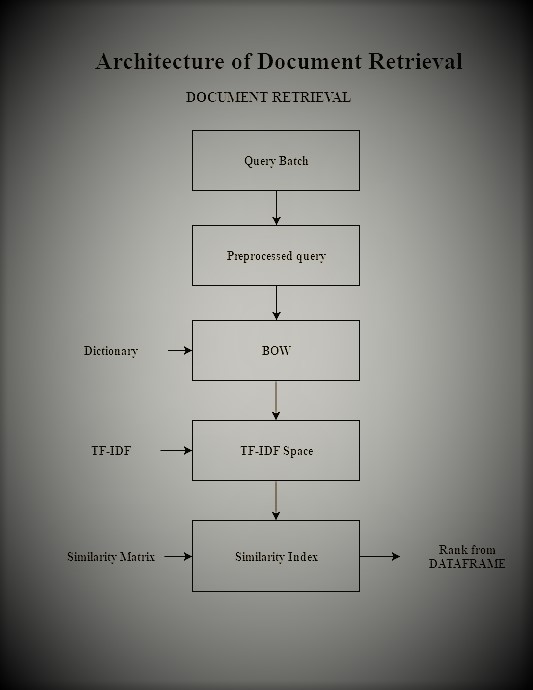 Architecture of Document Retrieval
DOCUMENT RETRIEVAL
Query Batch
Preprocessed query
Dictionary
BOW
TF-IDF
TF-IDF Space
Similarity Matrix
Similarity Index
Rank from
DATAFRAME